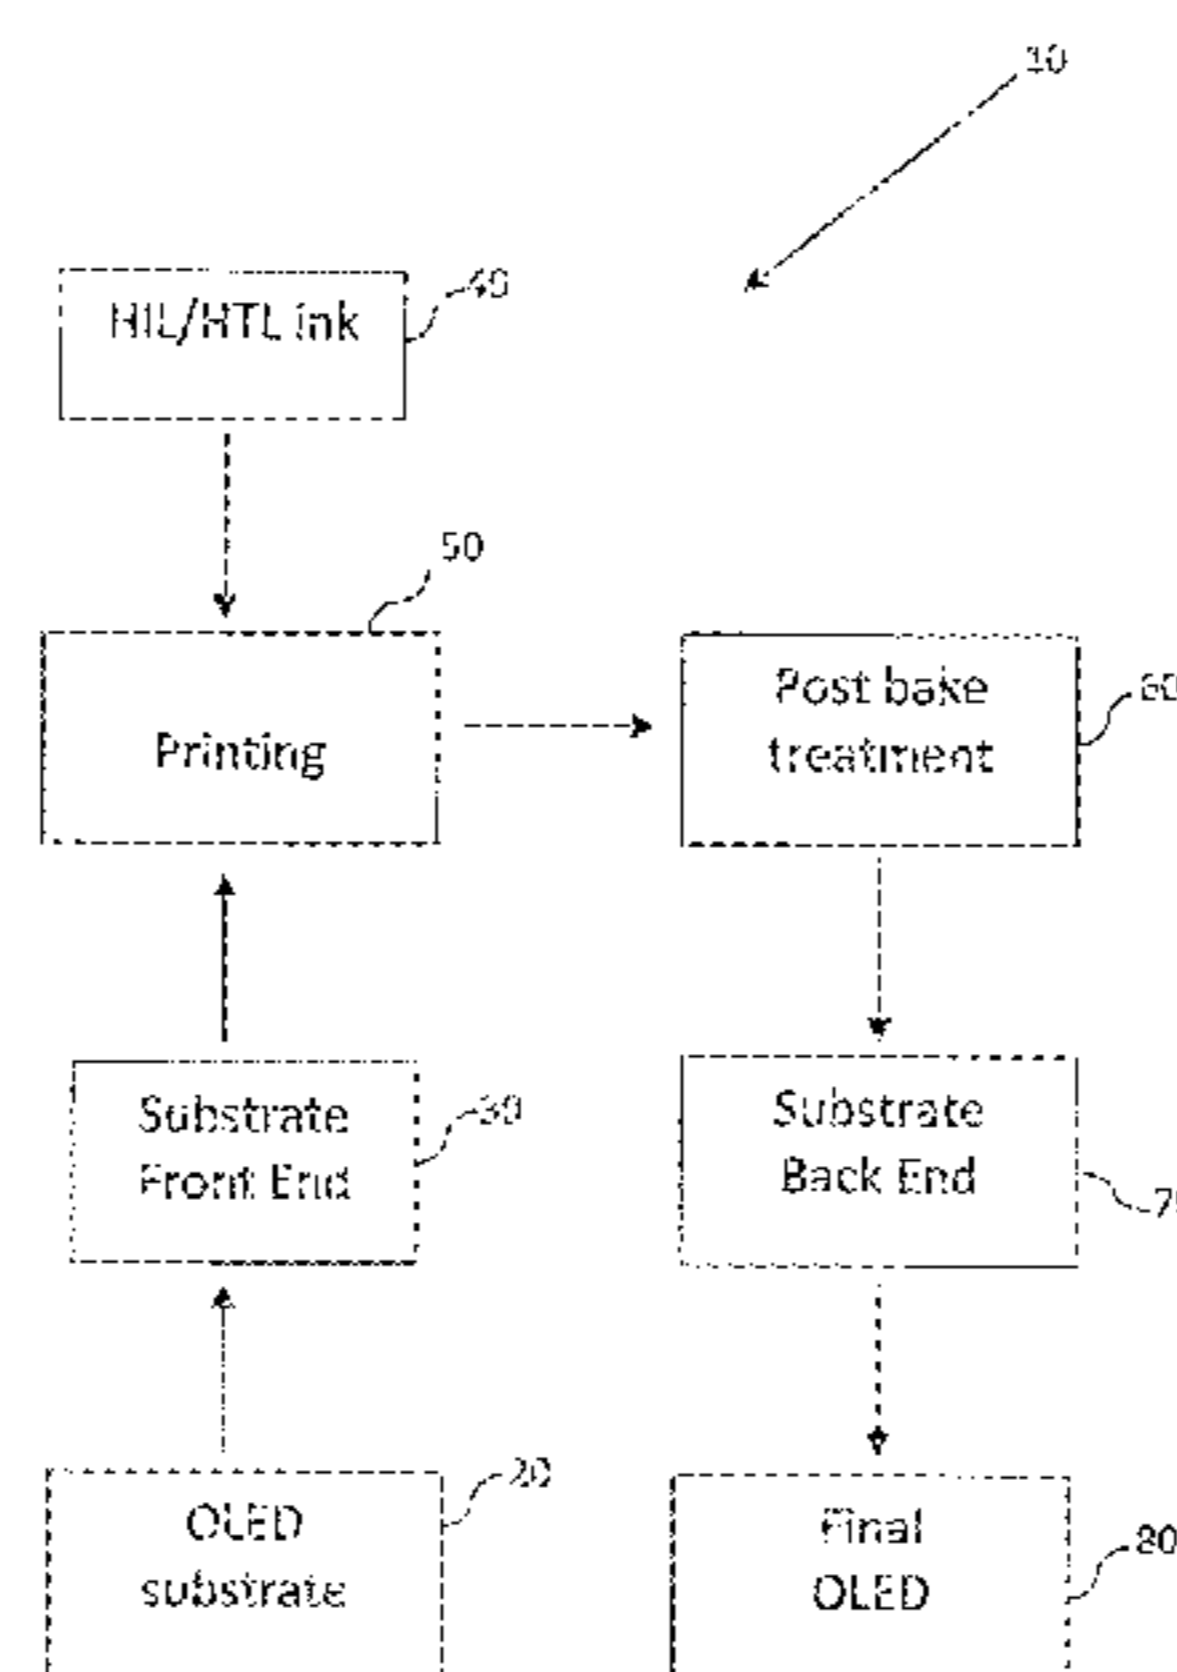 10
HIL/HTL ink
40
50
Printing
Post bake
treatment
60
Substrate
Front End
30
Substrate
Back End
OLED
substrate
20
Final
OLED
80